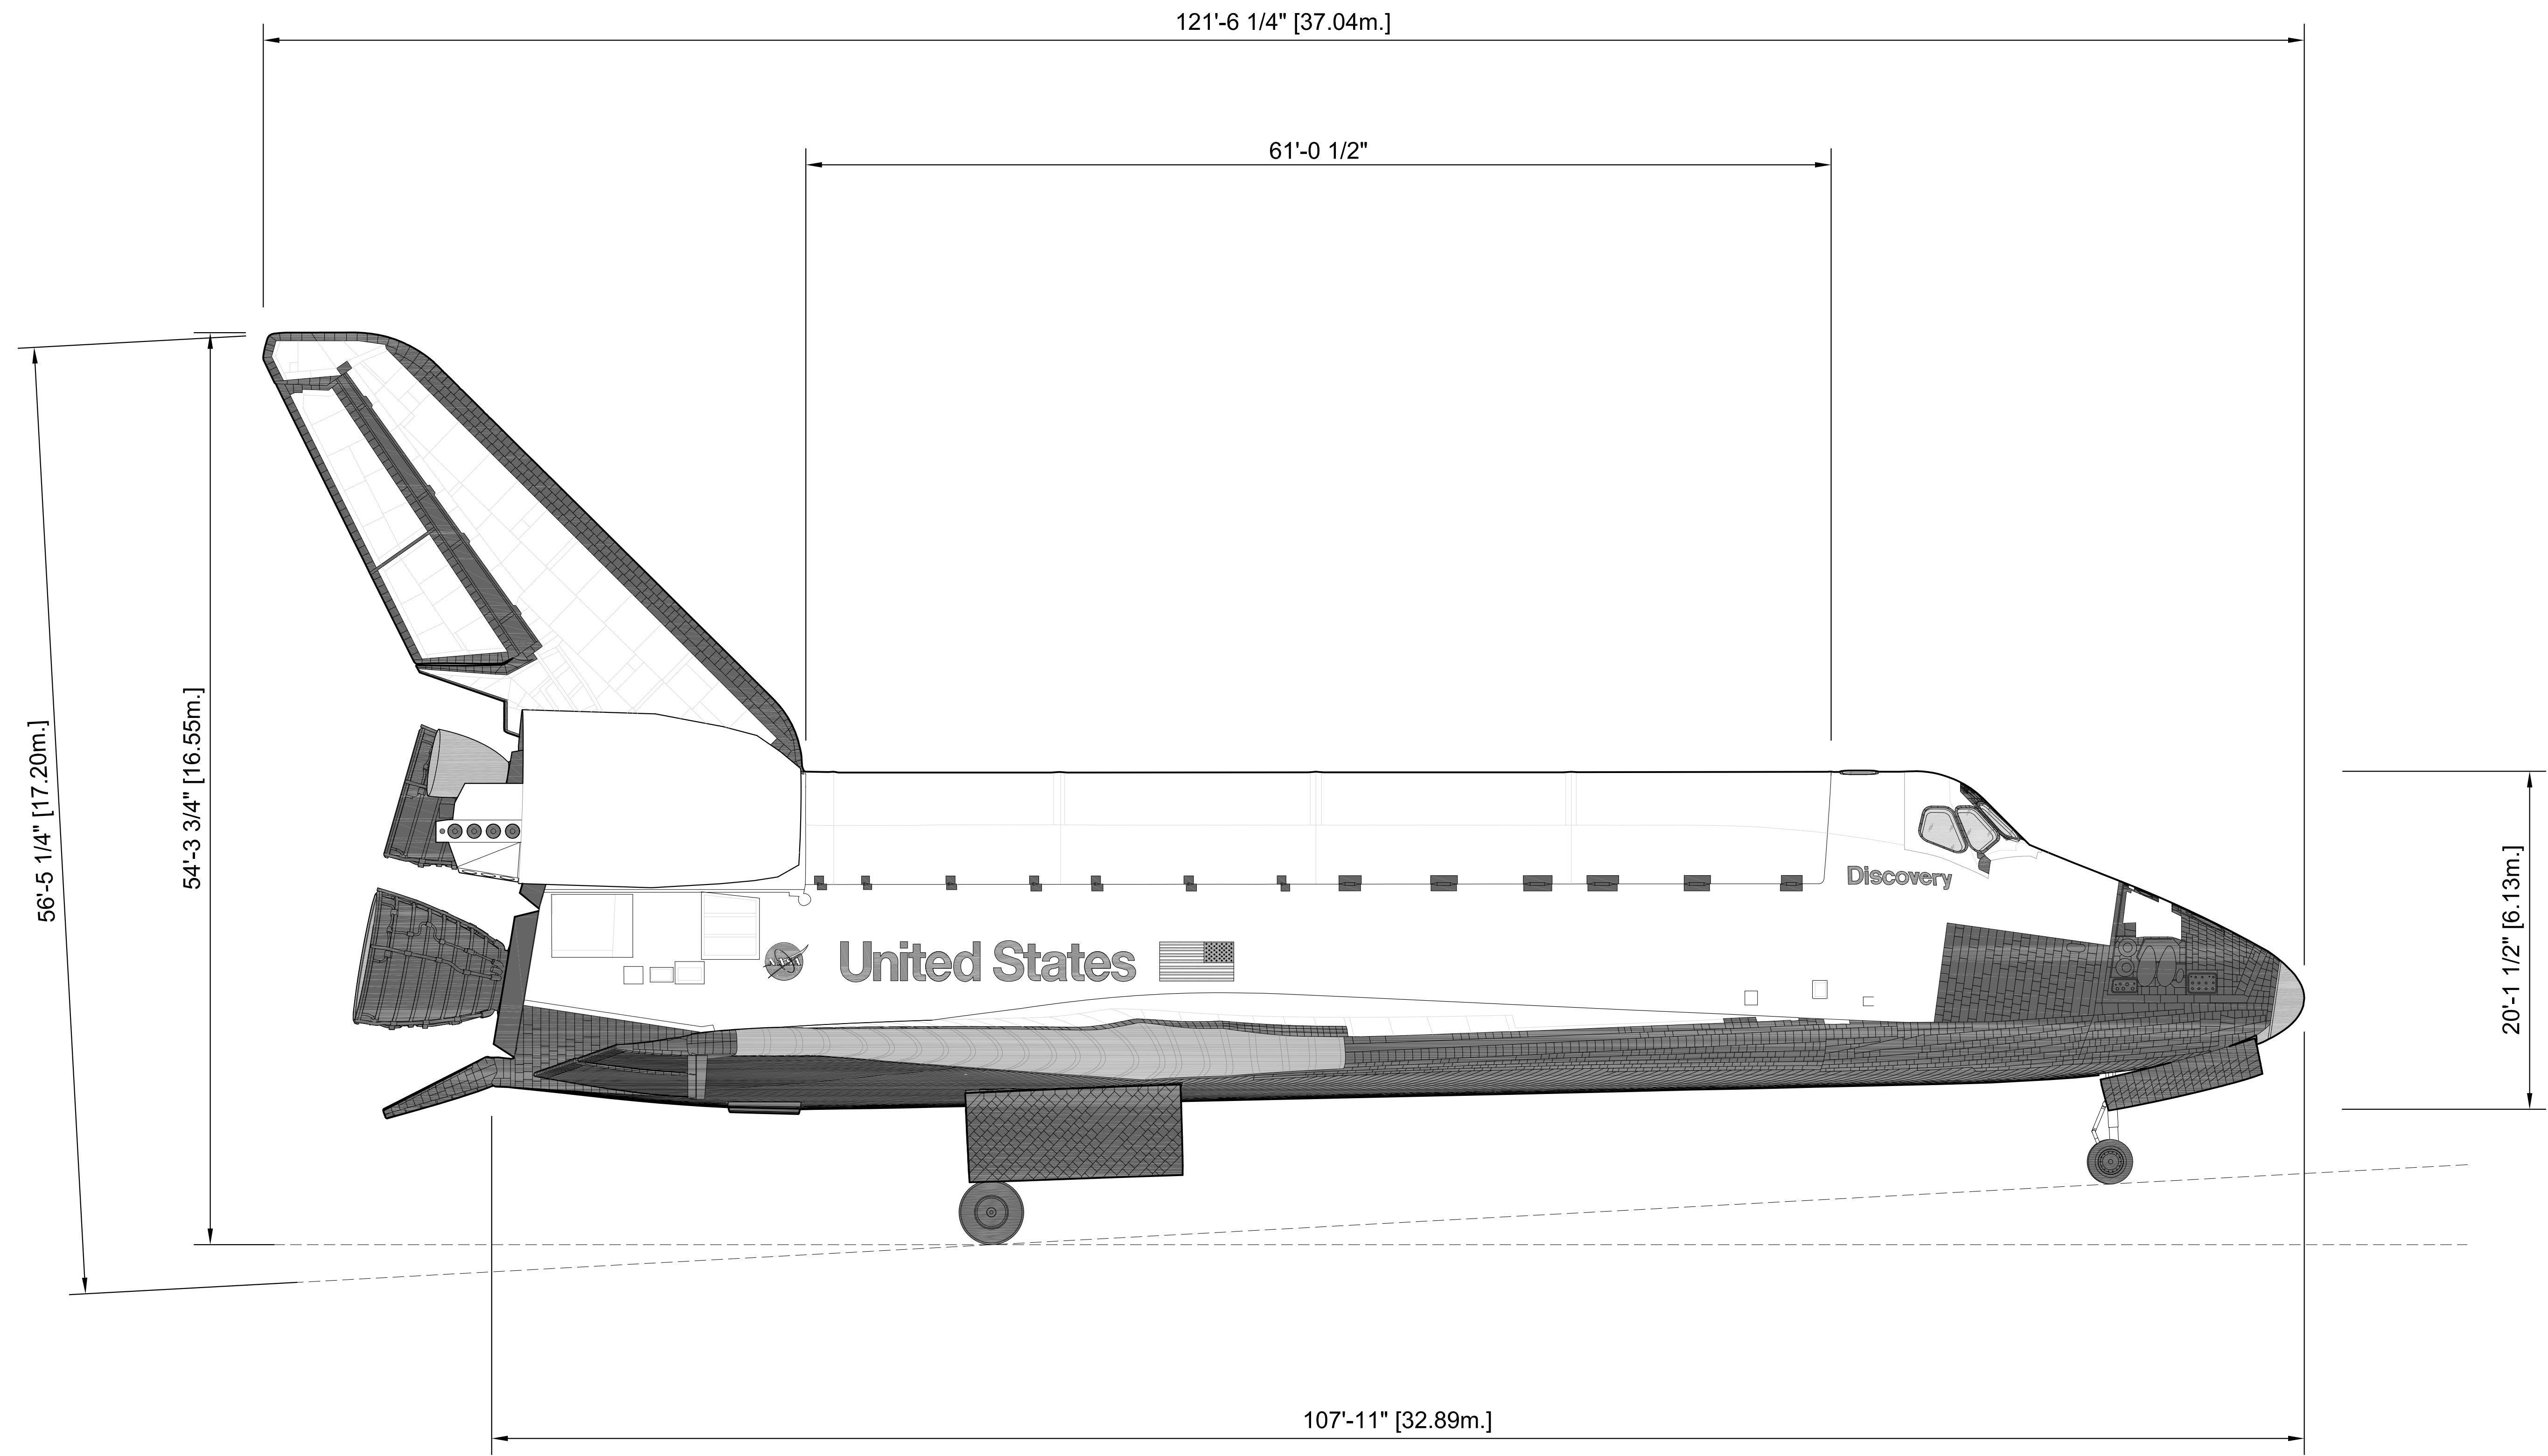 121'-6 1/4" [37.04m.]
61'-0 1/2"
56'-5 1/4" [17.20m.]
54'-3 3/4" [16.55m.]
Discovery
20'-1 1/2" [6.13m.]
NASA
United States
107'-11" [32.89m.]